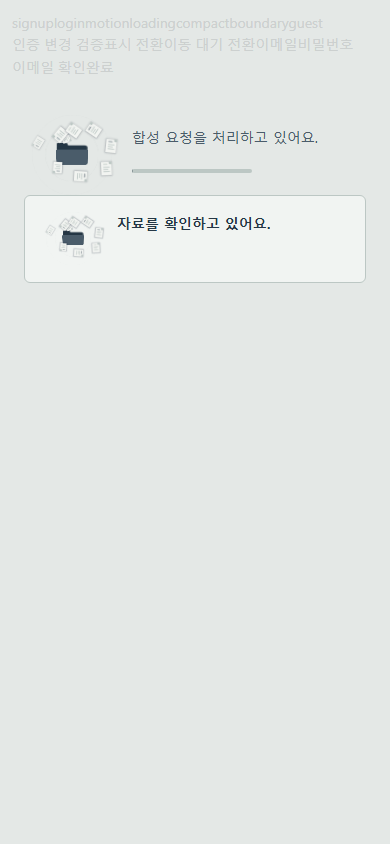 signuploginmotionloadingcompactboundaryguest
인증 변경 검증표시 전환이동 대기 전환이메일비밀번호
이메일 확인완료
합성 요청을 처리하고 있어요.
자료를 확인하고 있어요.